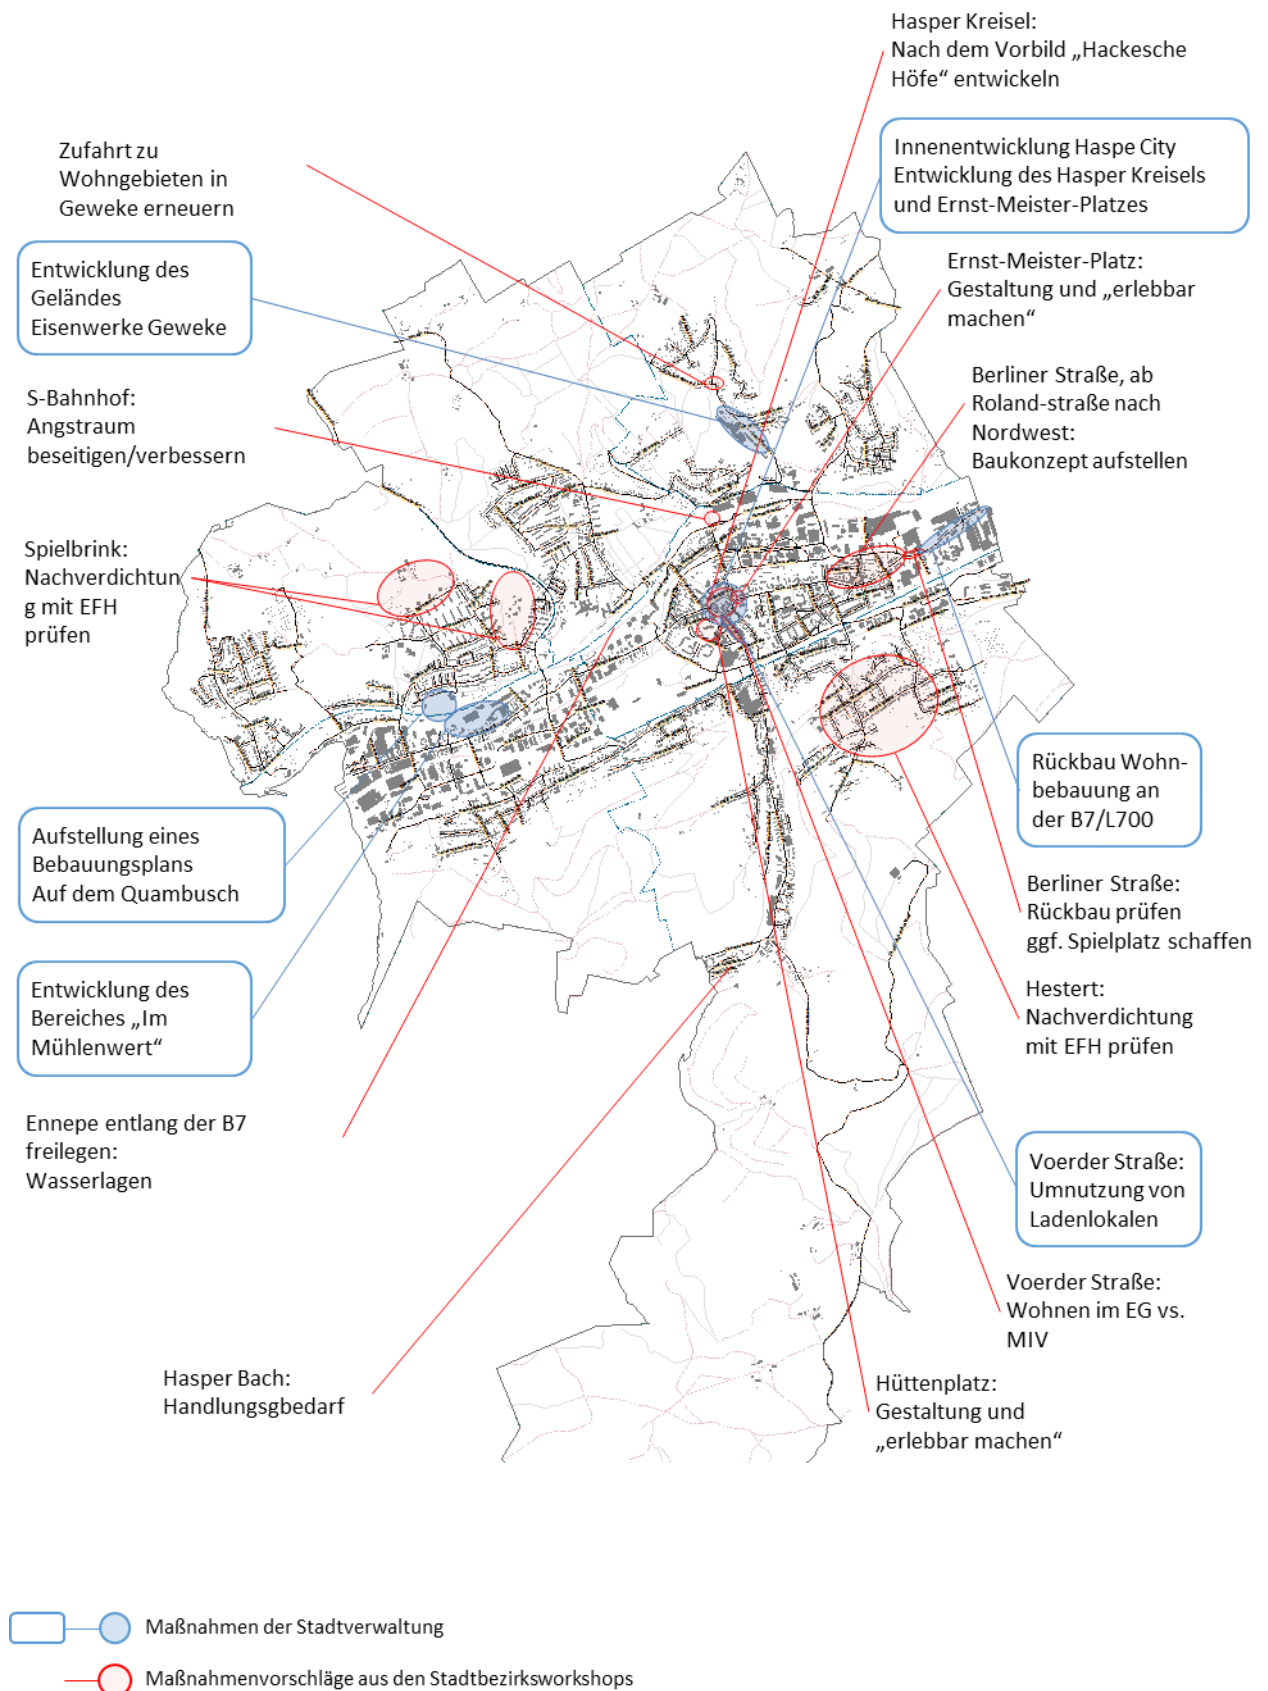 Hasper Kreisel:
Nach dem Vorbild „Hackesche
Höfe“ entwickeln
Zufahrt zu
Wohngebieten in
Geweke erneuern
Innenentwicklung Haspe City
Entwicklung des Hasper Kreisels
und Ernst-Meister-Platzes
Entwicklung des
Geländes
Eisenwerke Geweke
Ernst-Meister-Platz:
Gestaltung und „erlebbar
machen“
S-Bahnhof:
Angstraum
beseitigen/verbessern
Berliner Straße, ab
Roland-straße nach
Nordwest:
Baukonzept aufstellen
Spielbrink:
Nachverdichtun
g mit EFH
prüfen
Rückbau Wohn-
bebauung an
der B7/L700
Aufstellung eines
Bebauungsplans
Auf dem Quambusch
Berliner Straße:
Rückbau prüfen
ggf. Spielplatz schaffen
Entwicklung des
Bereiches „Im
Mühlenwert“
Hestert:
Nachverdichtung
mit EFH prüfen
Ennepe entlang der B7
freilegen:
Wasserlagen
Voerder Straße:
Umnutzung von
Ladenlokalen
Voerder Straße:
Wohnen im EG vs.
MIV
Hasper Bach:
Handlungsgbedarf
Hüttenplatz:
Gestaltung und
„erlebbar machen“
Maßnahmen der Stadtverwaltung
Maßnahmenvorschläge aus den Stadtbezirksworkshops